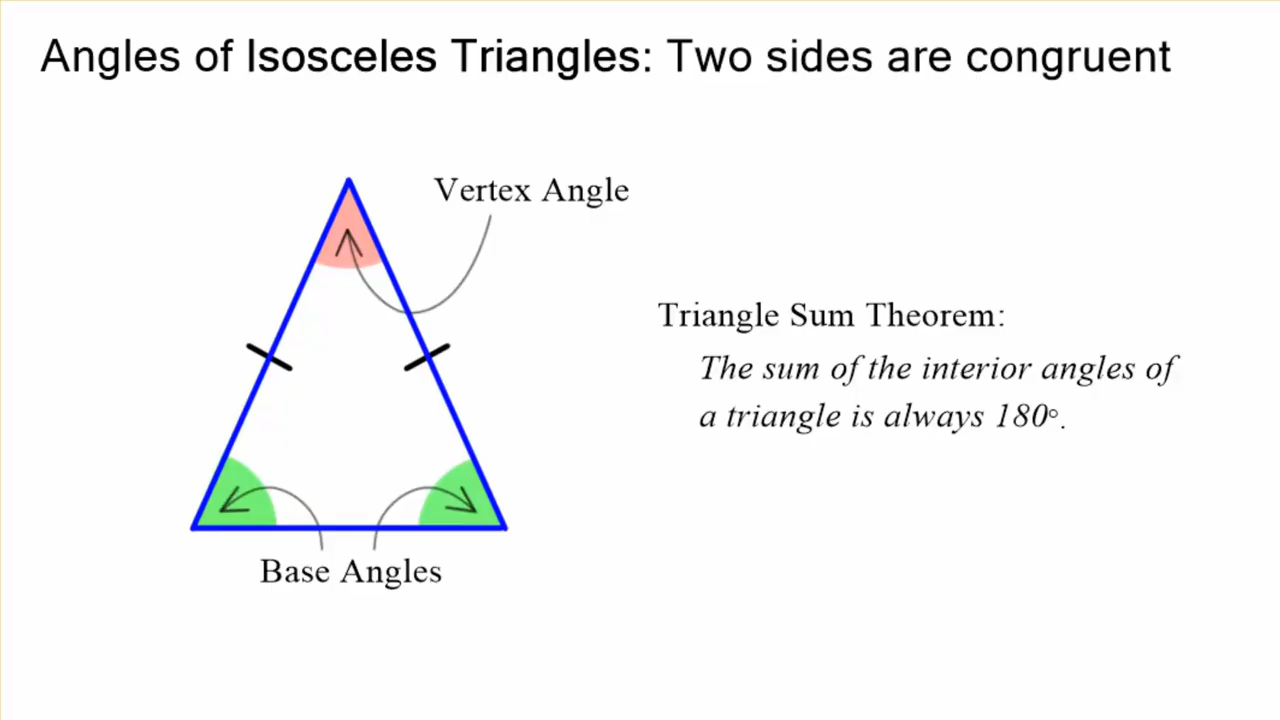 Angles of Isosceles Triangles: Two sides are congruent
Vertex Angle
Triangle Sum Theorem:
The sum of the interior angles of
a triangle is always 180°.
Base Angles